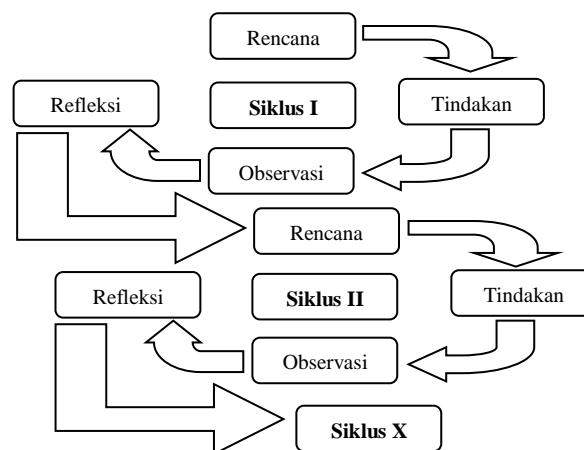 Rencana
Refleksi
Siklus I
Tindakan
Observasi
Rencana
Refleksi
Siklus II
Tindakan
Observasi
Siklus X